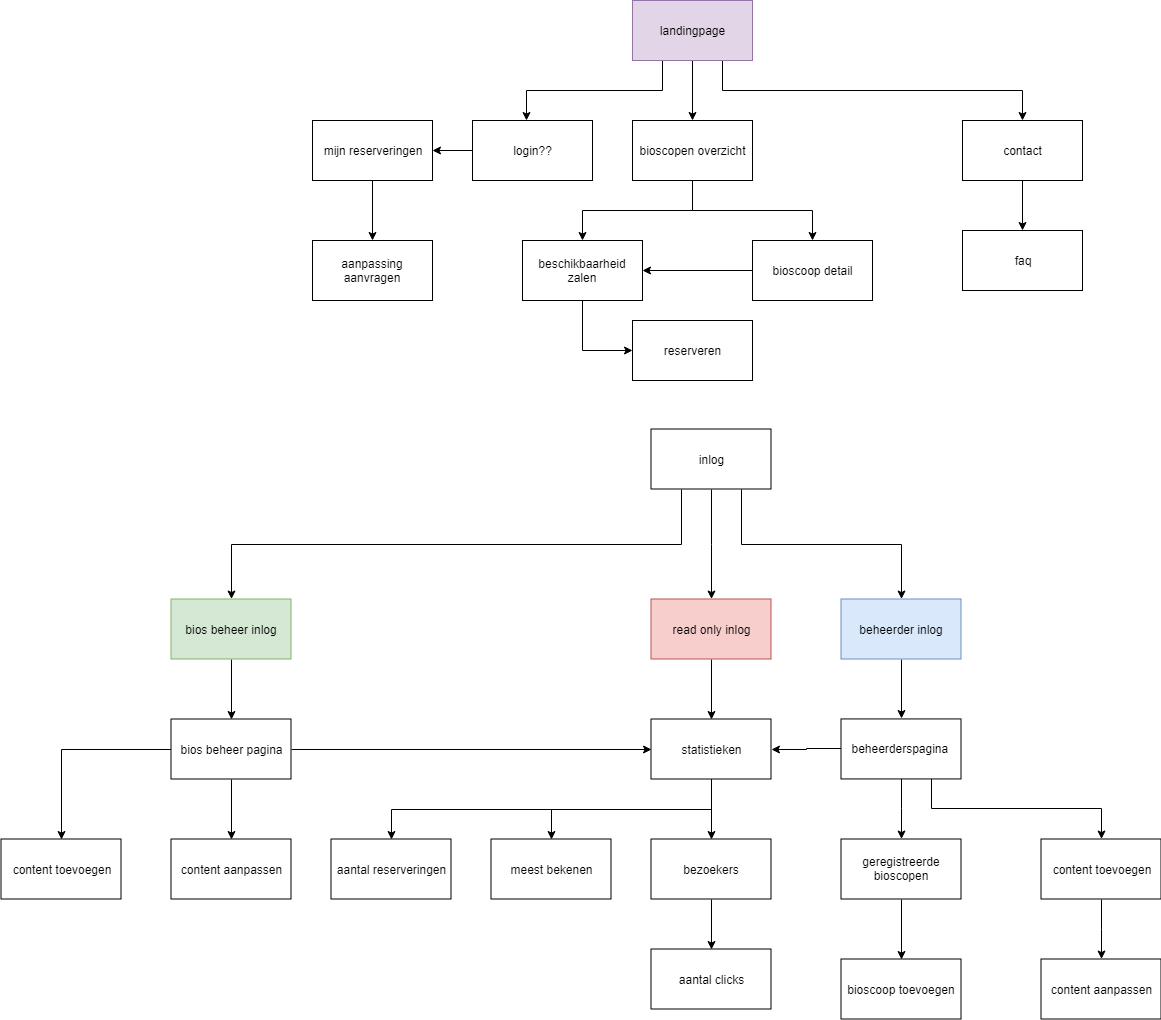 landingpage
mijn reserveringen
login??
bioscopen overzicht
contact
aanpassing
aanvragen
beschikbaarheid
zalen
bioscoop detail
faq
reserveren
inlog
bios beheer inlog
read only inlog
beheerder inlog
bios beheer pagina
statistieken
beheerderspagina
content toevoegen
content aanpassen
aantal reserveringen
meest bekenen
bezoekers
geregistreerde
bioscopen
content toevoegen
aantal clicks
bioscoop toevoegen
content aanpassen